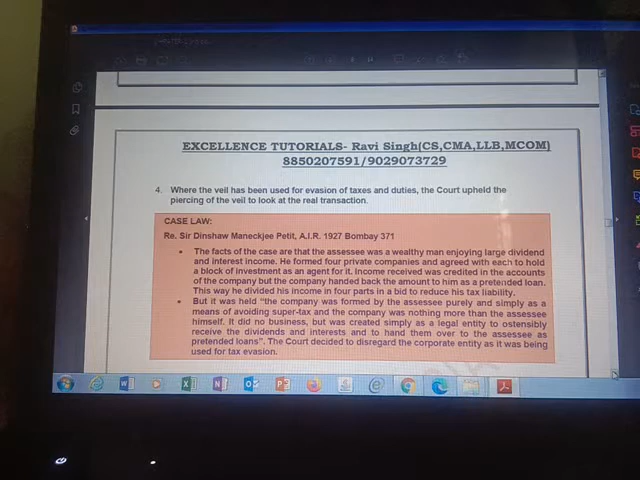 EXCELLENCE TUTORIALS- Ravi Singh(CS,CMA,LLB,MCOM)
8850207591/9029073729
4. Where the veil has been used for evasion of taxes and duties, the Court upheld the
piercing of the veil to look at the real transaction.
CASE LAW:
Re. Sir Dinshaw Maneckjee Petit, A.I.R. 1927 Bombay 371
• The facts of the case are that the assessee was a wealthy man enjoying large dividend
and interest income. He formed four private companies and agreed with each to hold
a block of investment as an agent for it. Income received was credited in the accounts
of the company but the company handed back the amount to him as a pretended loan.
This way he divided his income in four parts in a bid to reduce his tax liability.
• But it was held "the company was formed by the assessee purely and simply as a
means of avoiding super-tax and the company was nothing more than the assessee
himself. It did no business, but was created simply as a legal entity to ostensibly
receive the dividends and interests and to hand them over to the assessee as
pretended loans". The Court decided to disregard the corporate entity as it was being
used for tax evasion.